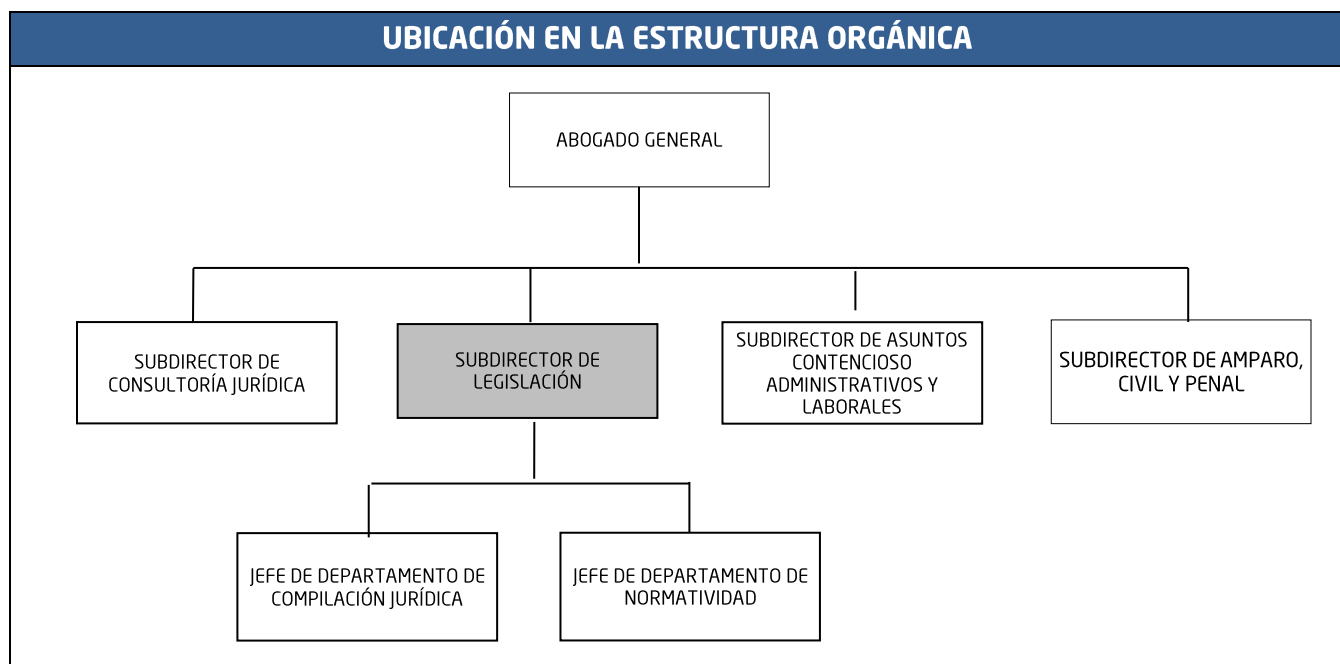 UBICACIÓN EN LA ESTRUCTURA ORGÁNICA
ABOGADO GENERAL
SUBDIRECTOR DE
CONSULTORÍA JURÍDICA
SUBDIRECTOR DE
LEGISLACIÓN
SUBDIRECTOR DE ASUNTOS
CONTENCIOSO
ADMINISTRATIVOS Y
LABORALES
SUBDIRECTOR DE AMPARO,
CIVIL Y PENAL
JEFE DE DEPARTAMENTO DE
COMPILACIÓN JURÍDICA
JEFE DE DEPARTAMENTO DE
NORMATIVIDAD